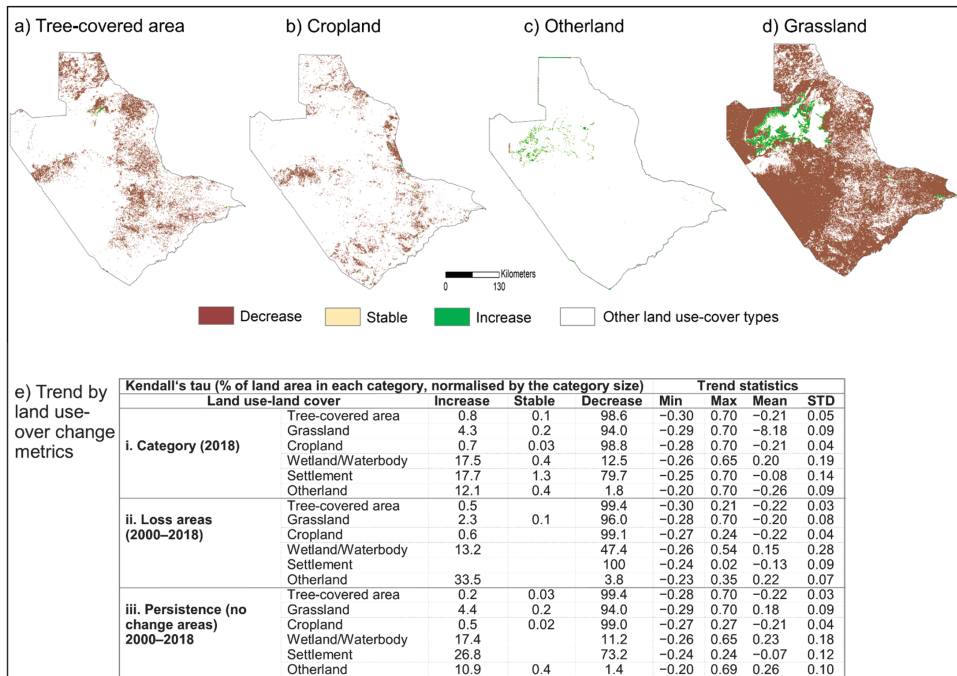 a) Tree-covered area
b) Cropland
c) Otherland
d) Grassland
Kilometers
0 130
Decrease Stable Increase Other land use-cover types
e) Trend by
land use-
over change
metrics
Kendall's tau (% of land area in each category, normalised by the category size) Trend statistics
Land use-land cover Increase Stable Decrease Min Max Mean STD
i. Category (2018)
Tree-covered area 0.8 0.1 98.6 −0.30 0.70 −0.21 0.05
Grassland 4.3 0.2 94.0 −0.29 0.70 −8.18 0.09
Cropland 0.7 0.03 98.8 −0.28 0.70 −0.21 0.04
Wetland/Waterbody 17.5 0.4 12.5 −0.26 0.65 0.20 0.19
Settlement 17.7 1.3 79.7 −0.25 0.70 −0.08 0.14
Otherland 12.1 0.4 1.8 −0.20 0.70 −0.26 0.09
ii. Loss areas
(2000–2018)
Tree-covered area 0.5 99.4 −0.30 0.21 −0.22 0.03
Grassland 2.3 0.1 96.0 −0.28 0.70 −0.20 0.08
Cropland 0.6 99.1 −0.27 0.24 −0.22 0.04
Wetland/Waterbody 13.2 47.4 −0.26 0.54 0.15 0.28
Settlement 100 −0.24 0.02 −0.13 0.09
Otherland 33.5 3.8 −0.23 0.35 0.22 0.07
iii. Persistence (no
change areas)
2000–2018
Tree-covered area 0.2 0.03 99.4 −0.28 0.70 −0.22 0.03
Grassland 4.4 0.2 94.0 −0.29 0.70 0.18 0.09
Cropland 0.5 0.02 99.0 −0.27 0.27 −0.21 0.04
Wetland/Waterbody 17.4 11.2 −0.26 0.65 0.23 0.18
Settlement 26.8 73.2 −0.24 0.24 −0.07 0.12
Otherland 10.9 0.4 1.4 −0.20 0.69 0.26 0.10